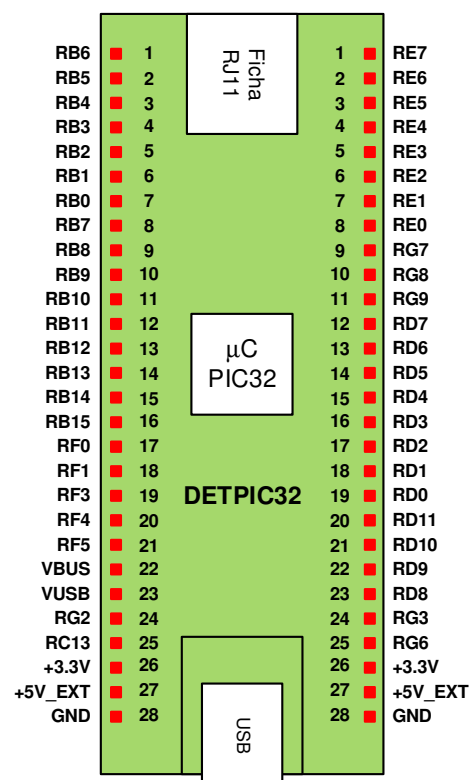 Ficha
RJ11
RB6 1 1 RE7
RB5 2 2 RE6
RB4 3 3 RE5
RB3 4 4 RE4
RB2 5 5 RE3
RB1 6 6 RE2
RB0 7 7 RE1
RB7 8 8 RE0
RB8 9 9 RG7
RB9 10 10 RG8
RB10 11 11 RG9
RB11 12 12 RD7
RB12 13 13 RD6
RB13 14 14 RD5
RB14 15 15 RD4
RB15 16 16 RD3
RF0 17 17 RD2
RF1 18 18 RD1
RF3 19 19 RD0
RF4 20 20 RD11
RF5 21 21 RD10
VBUS 22 22 RD9
VUSB 23 23 RD8
RG2 24 24 RG3
RC13 25 25 RG6
+3.3V 26 26 +3.3V
+5V_EXT 27 27 +5V_EXT
GND 28 28 GND
μC
PIC32
DETPIC32
USB